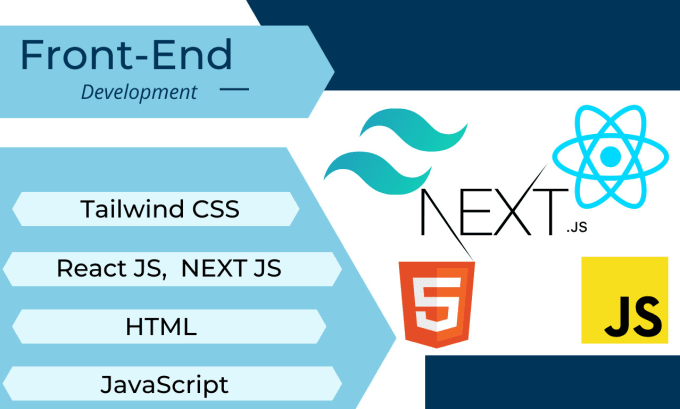 Front-End
Development
Tailwind CSS
React JS, NEXT JS
HTML
JavaScript
NEXT.JS
5
JS